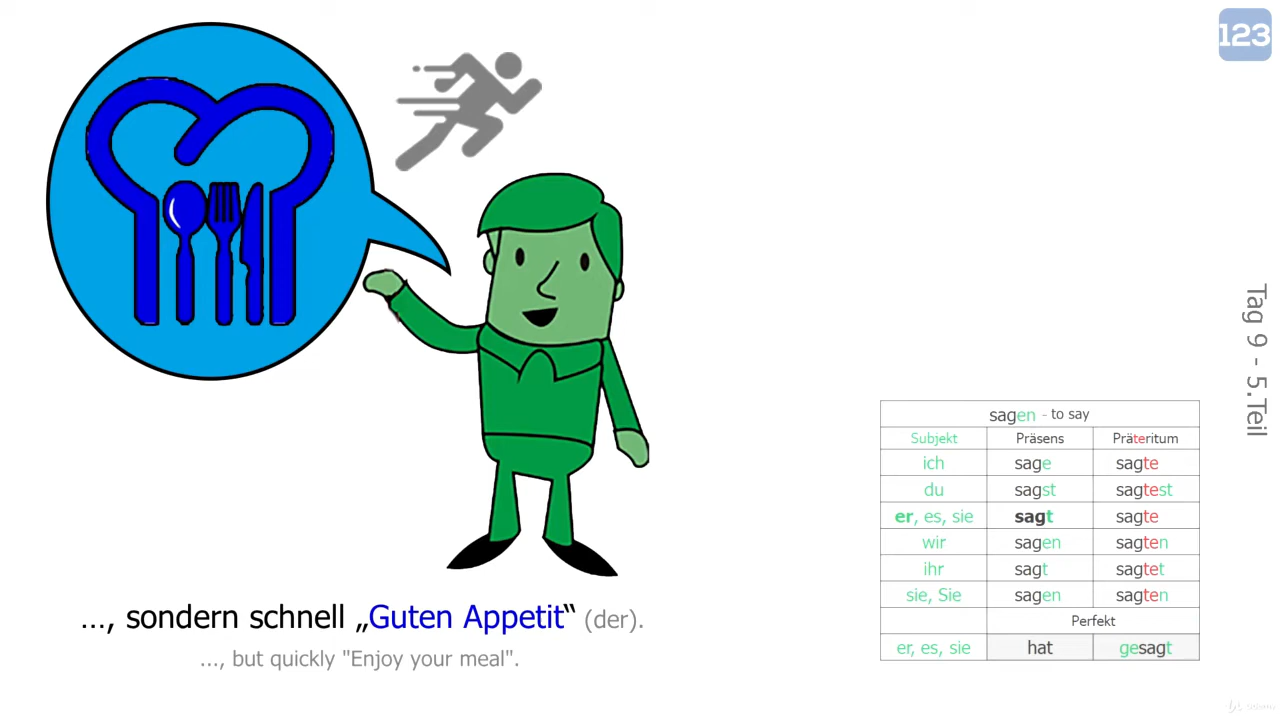 123
Tag 9 - 5.Teil
sagen - to say
Subjekt Präsens Präteritum
ich sage sagte
du sagst sagtest
er, es, sie sagt sagte
wir sagen sagten
ihr sagt sagtet
sie, Sie sagen sagten
Perfekt
er, es, sie hat gesagt
..., sondern schnell „Guten Appetit“ (der).
..., but quickly "Enjoy your meal".